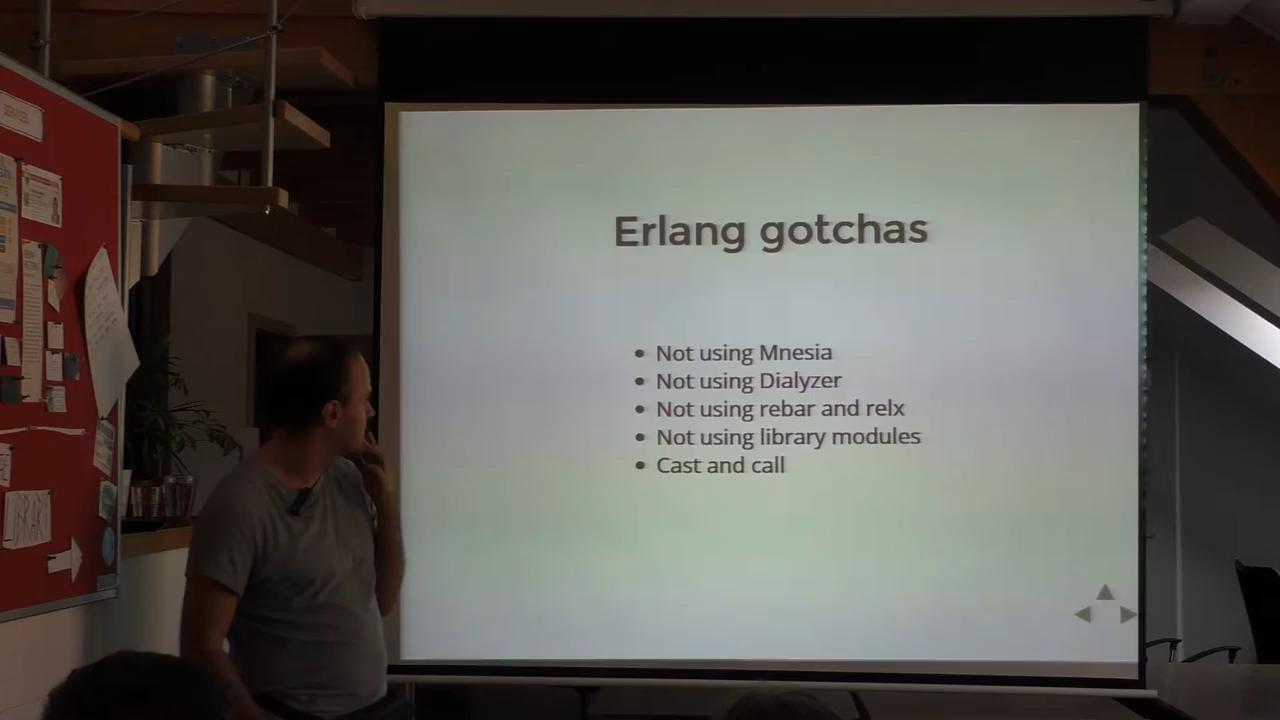 SERVICES
Erlang gotchas
Not using Mnesia
Not using Dialyzer
Not using rebar and relx
Not using library modules
Cast and call